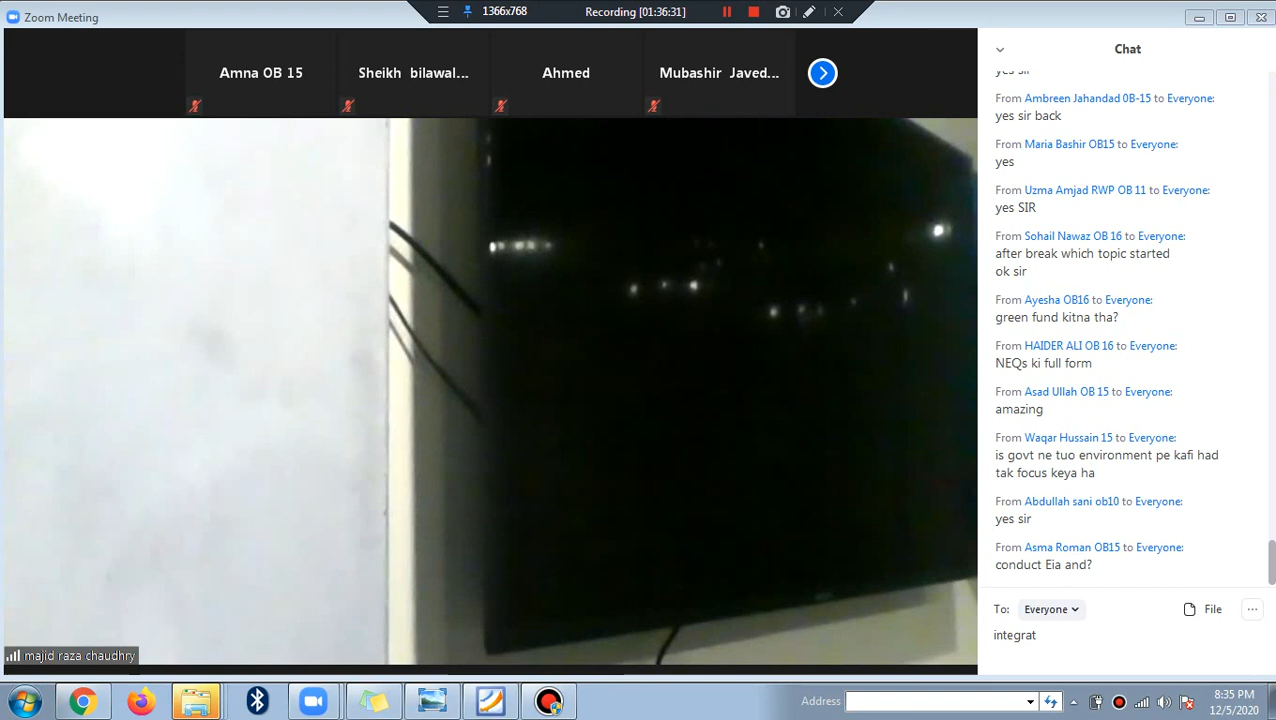 1366x768
Recording [01:36:31]
Zoom Meeting
Amna OB 15
Sheikh bilawal...
Ahmed
Mubashir Javed...
Chat
yes sir
From Ambreen Jahandad 0B-15 to Everyone:
yes sir back
From Maria Bashir OB15 to Everyone:
yes
From Uzma Amjad RWP OB 11 to Everyone:
yes SIR
From Sohail Nawaz OB 16 to Everyone:
after break which topic started
ok sir
From Ayesha OB16 to Everyone:
green fund kitna tha?
From HAIDER ALI OB 16 to Everyone:
NEQs ki full form
From Asad Ullah OB 15 to Everyone:
amazing
From Waqar Hussain 15 to Everyone:
is govt ne tuo environment pe kafi had
tak focus keya ha
From Abdullah sani ob10 to Everyone:
yes sir
From Asma Roman OB15 to Everyone:
conduct Eia and?
To: Everyone File
integrat
majid raza chaudhry
Address
8:35 PM
12/5/2020